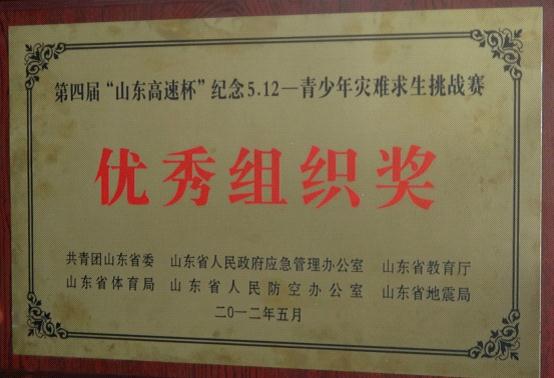 第四届“山东高速杯”纪念5.12—青少年灾难求生挑战赛
优秀组织奖
共青团山东省委 山东省人民政府应急管理办公室 山东省教育厅
山东省体育局 山东省人民防空办公室 山东省地震局
二〇一二年五月